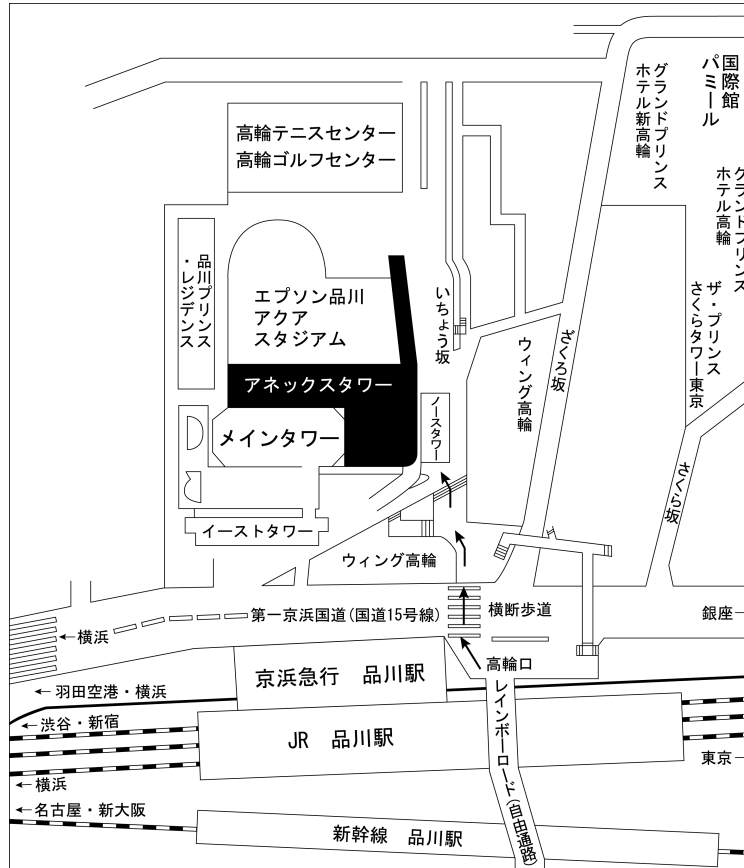 国際館
パミール
グランドプリンス
ホテル新高輪
高輪テニスセンター
高輪ゴルフセンター
グランドプリンス
ホテル高輪
品川プリンス
・レジデンス
エプソン品川
アクア
スタジアム
いちょう坂
ざくろ坂
ザ・プリンス
さくらタワー東京
ウィング高輪
アネックスタワー
ノースタワー
メインタワー
さくら坂
イーストタワー
ウィング高輪
第一京浜国道(国道15号線)
横断歩道
銀座
←横浜
高輪口
京浜急行 品川駅
←羽田空港・横浜
レインボーロード(自由通路)
←渋谷・新宿
JR 品川駅
東京
←横浜
←名古屋・新大阪
新幹線 品川駅